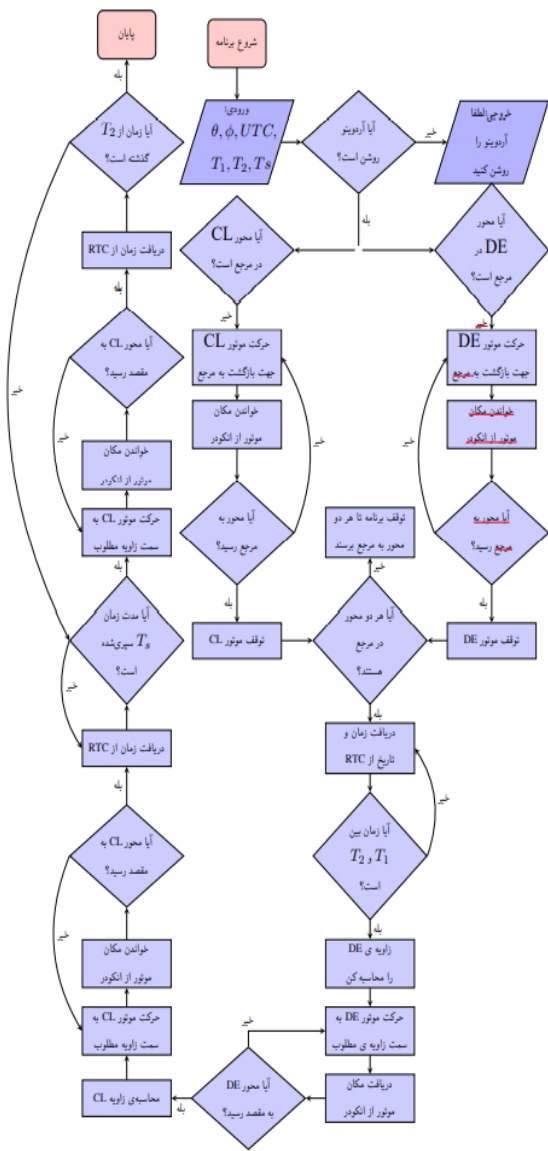 شروع برنامه
ورودی:
θ, ϕ, UTC,
T₁, T₂, Ts
آیا آردوینو
روشن است؟
خیر
خروجی:لطفا
آردوینو را
روشن کنید
بله
آیا محور
DE در
مرجع است؟
خیر
حرکت موتور DE
جهت بازگشت به مرجع
خواندن مکان
موتور از انکودر
آیا محور به
مرجع رسید؟
خیر
بله
توقف موتور DE
آیا محور CL
در مرجع است؟
خیر
حرکت موتور CL
جهت بازگشت به مرجع
خواندن مکان
موتور از انکودر
آیا محور به
مرجع رسید؟
خیر
بله
توقف موتور CL
توقف برنامه تا هر دو
محور به مرجع برسند
خیر
آیا هر دو محور
در مرجع
هستند؟
بله
دریافت زمان و
تاریخ از RTC
آیا زمان بین
T₁ و T₂
است؟
خیر
بله
زاویه ی DE
را محاسبه کن
حرکت موتور DE به
سمت زاویه ی مطلوب
دریافت مکان
موتور از انکودر
آیا محور DE
به مقصد رسید؟
خیر
بله
محاسبه‌ی زاویه CL
حرکت موتور CL به
سمت زاویه مطلوب
خواندن مکان
موتور از انکودر
آیا محور CL به
مقصد رسید؟
خیر
بله
دریافت زمان از RTC
آیا مدت زمان
Tₛ سپری‌شده
است؟
خیر
بله
حرکت موتور CL به
سمت زاویه مطلوب
خواندن مکان
موتور از انکودر
آیا محور CL به
مقصد رسید؟
خیر
بله
دریافت زمان از RTC
بله
آیا زمان از T₂
گذشته است؟
خیر
بله
پایان